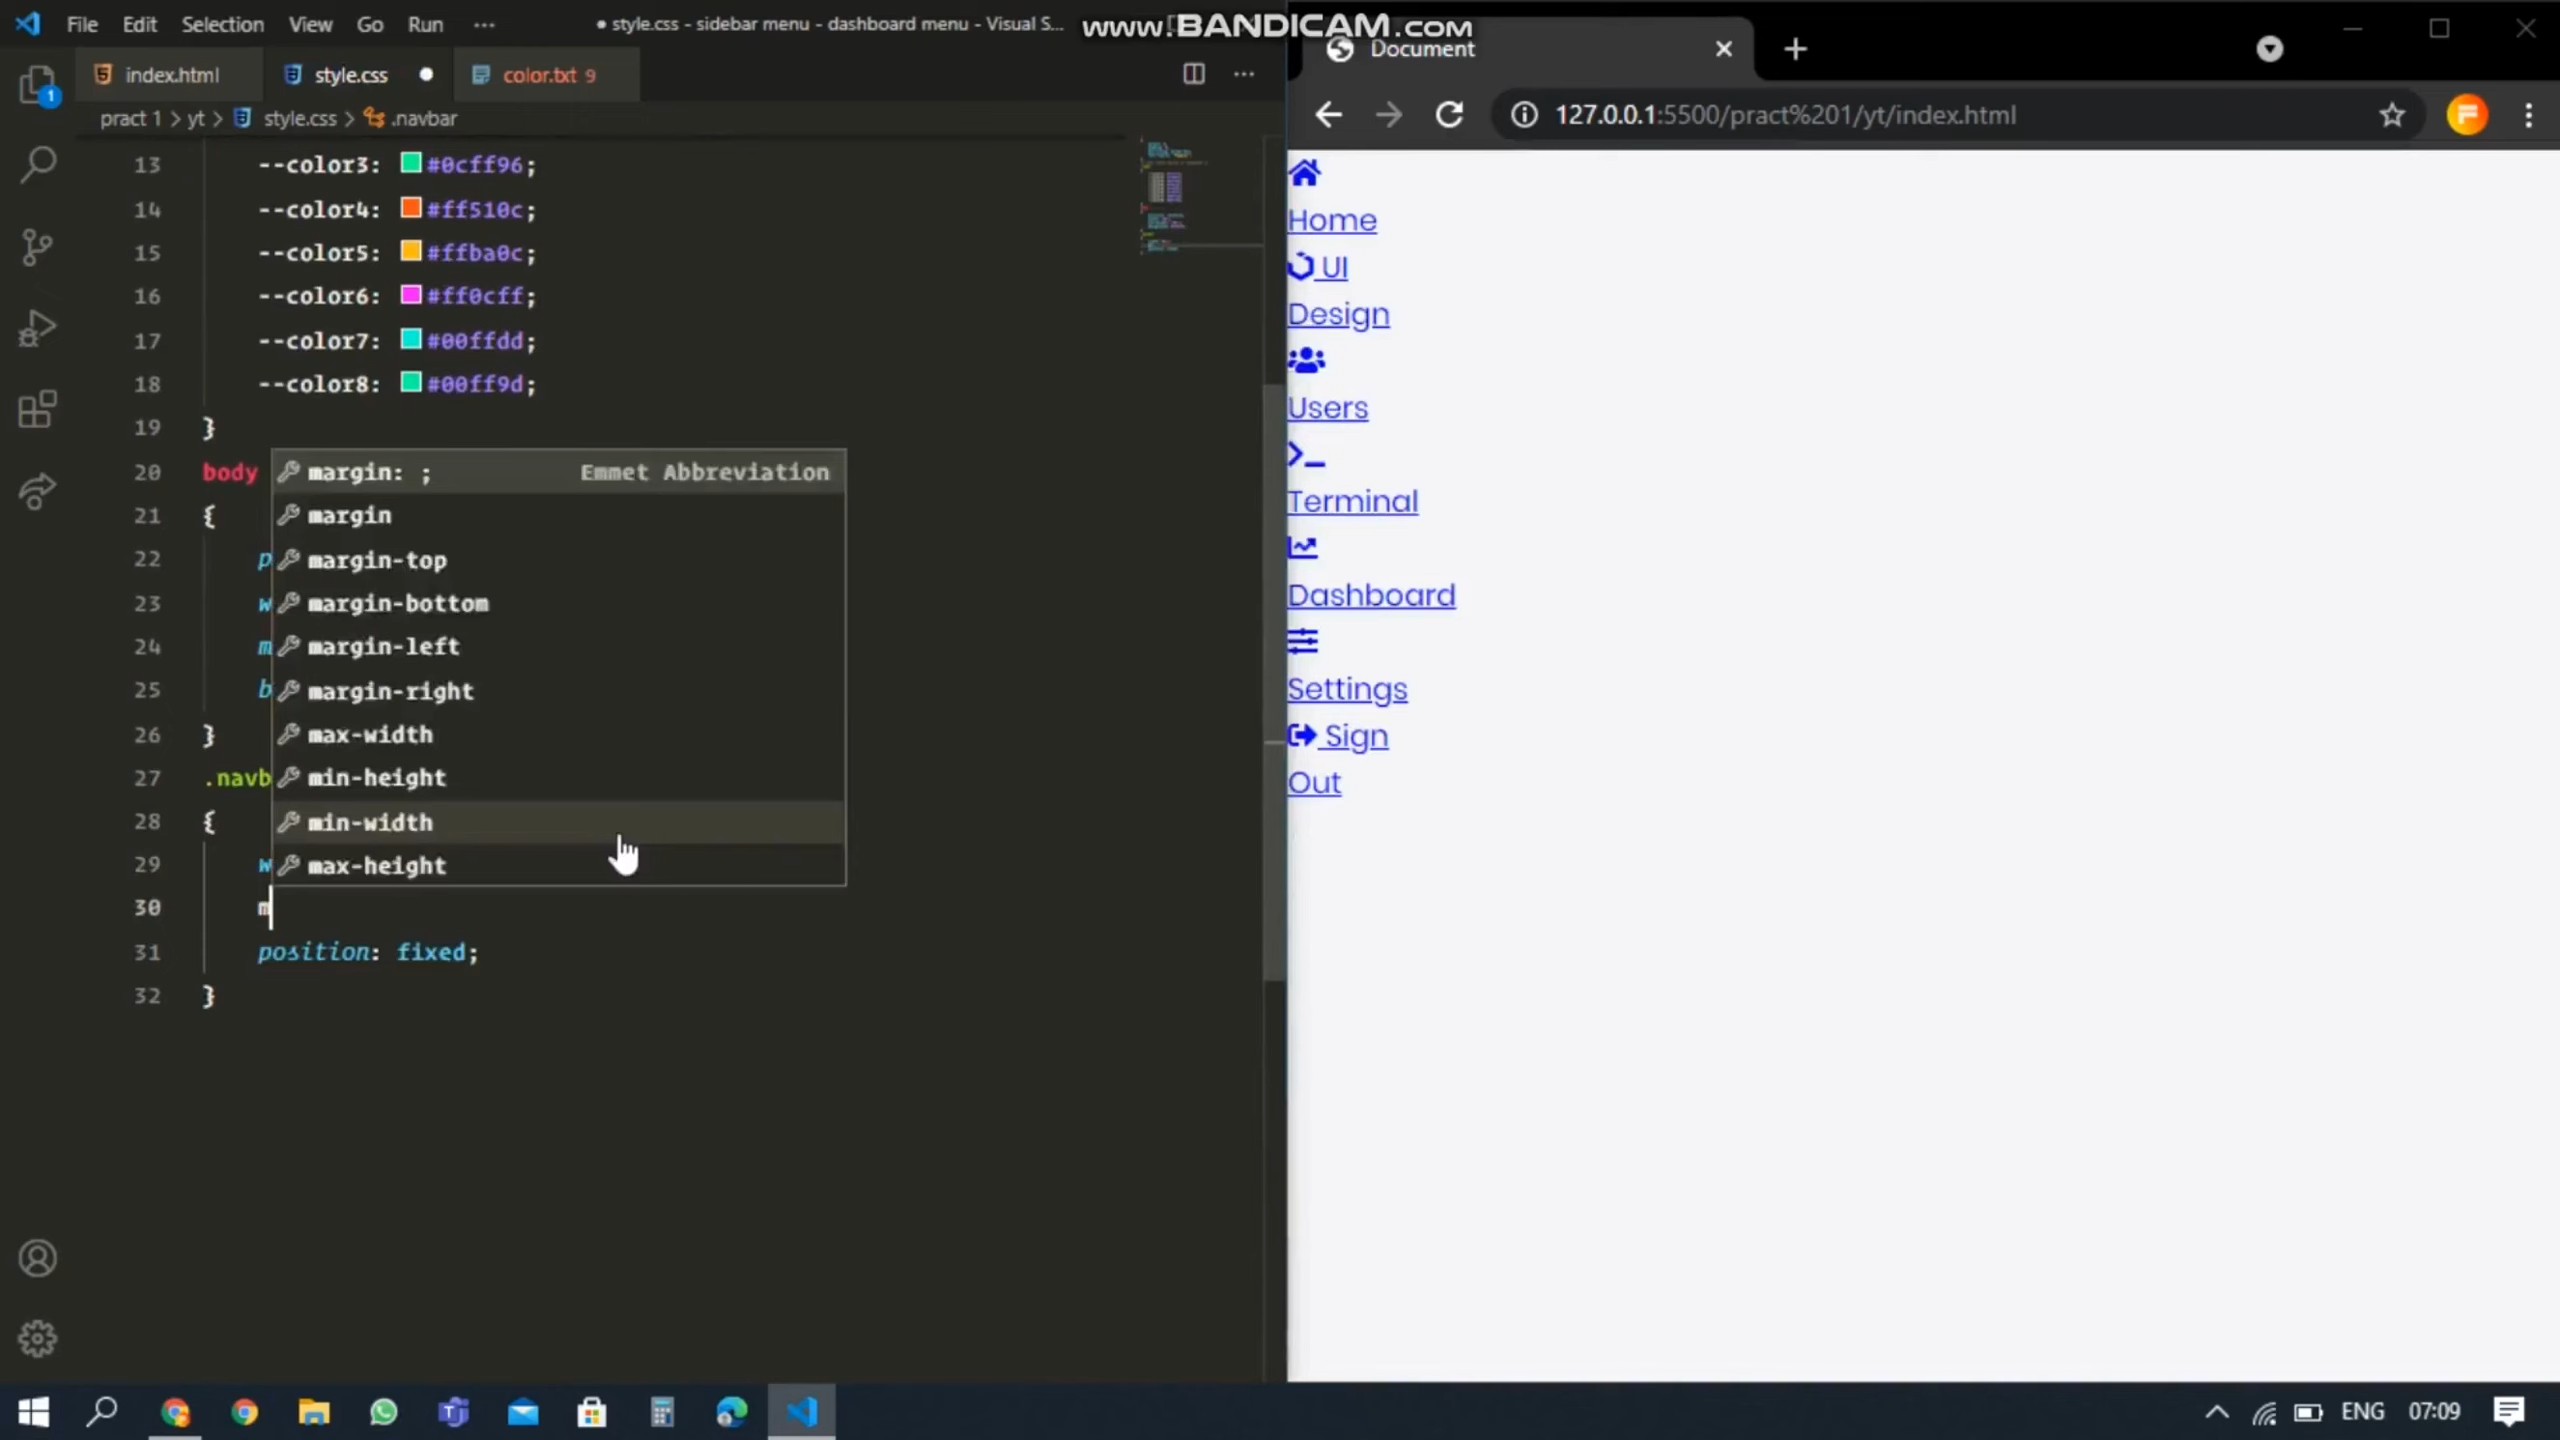 File Edit Selection View Go Run ··· ● style.css - sidebar menu - dashboard menu - Visual S...
www.BANDICAM.com
index.html style.css ● color.txt 9
pract 1 > yt > style.css > .navbar
1
13 --color3: #0cff96;
14 --color4: #ff510c;
15 --color5: #ffba0c;
16 --color6: #ff0cff;
17 --color7: #00ffdd;
18 --color8: #00ff9d;
19 }
20 body
21 {
22 p
23 w
24 m
25 b
26 }
27 .navb
28 {
29 w
30 m
31 position: fixed;
32 }
margin: ; Emmet Abbreviation
margin
margin-top
margin-bottom
margin-left
margin-right
max-width
min-height
min-width
max-height
Document
127.0.0.1:5500/pract%201/yt/index.html
F
Home
UI
Design
Users
Terminal
Dashboard
Settings
Sign
Out
ENG 07:09